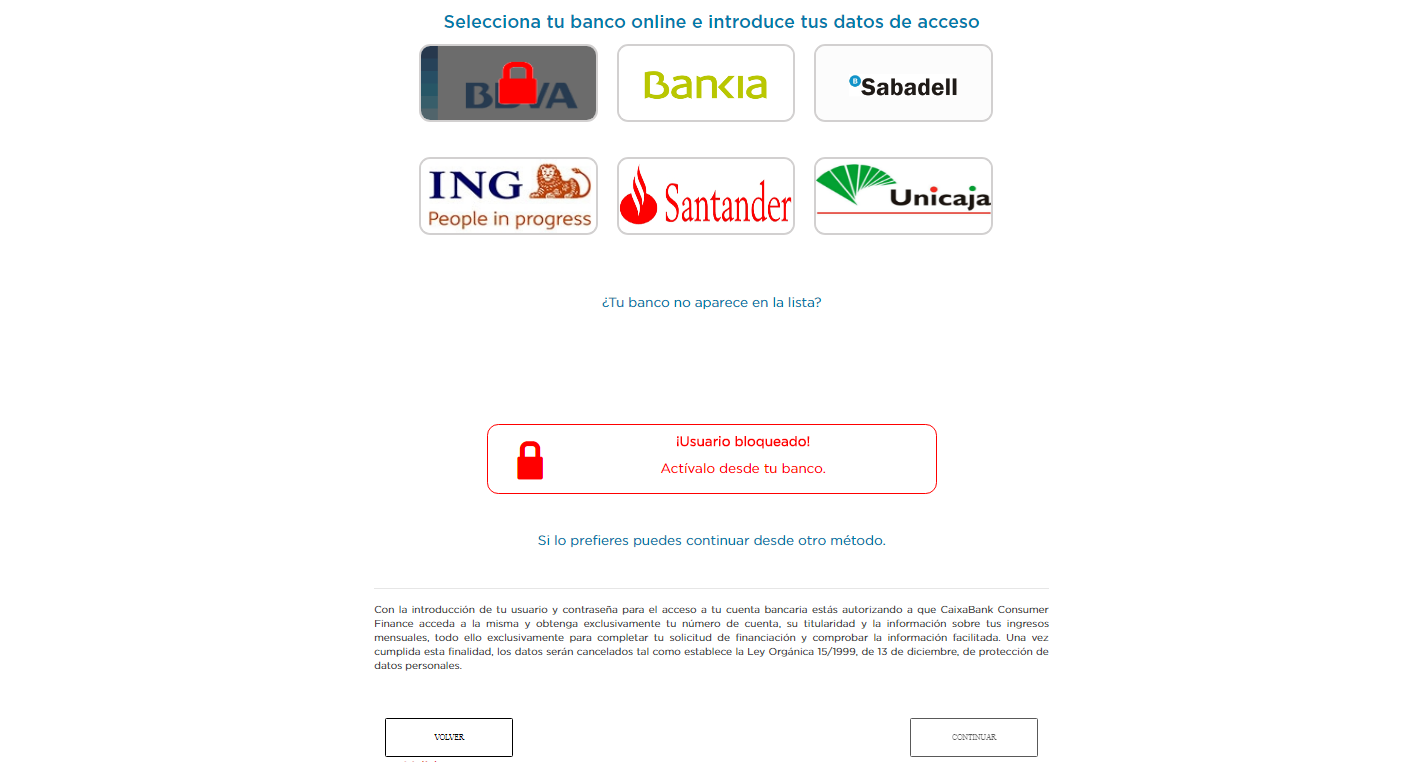 Selecciona tu banco online e introduce tus datos de acceso
BBVA
Bankia
Sabadell
ING
People in progress
Santander
Unicaja
¿Tu banco no aparece en la lista?
¡Usuario bloqueado!
Actívalo desde tu banco.
Si lo prefieres puedes continuar desde otro método.
Con la introducción de tu usuario y contraseña para el acceso a tu cuenta bancaria estás autorizando a que CaixaBank Consumer
Finance acceda a la misma y obtenga exclusivamente tu número de cuenta, su titularidad y la información sobre tus ingresos
mensuales, todo ello exclusivamente para completar tu solicitud de financiación y comprobar la información facilitada. Una vez
cumplida esta finalidad, los datos serán cancelados tal como establece la Ley Orgánica 15/1999, de 13 de diciembre, de protección de
datos personales.
VOLVER
CONTINUAR